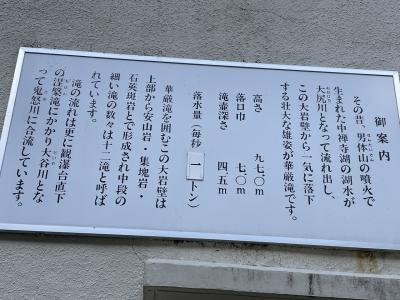 御案内
その昔、男体山の噴火で
生まれた中禅寺湖の湖水が
大尻川となって流れ出し、
この大岩壁から一気に落下
する壮大な雄姿が華厳滝です。
高さ 九七〇m
落口巾 七〇m
滝壷深さ 四、五m
落水量(毎秒 一 トン)
華厳滝を囲むこの大岩壁は
上部から安山岩・集塊岩・
石英斑岩とで形成され中段の
細い滝の数々は十二滝と呼ば
れています。
滝の流れは更に観瀑台直下
の涅槃滝にかかり大谷川とな
って鬼怒川に合流しています。